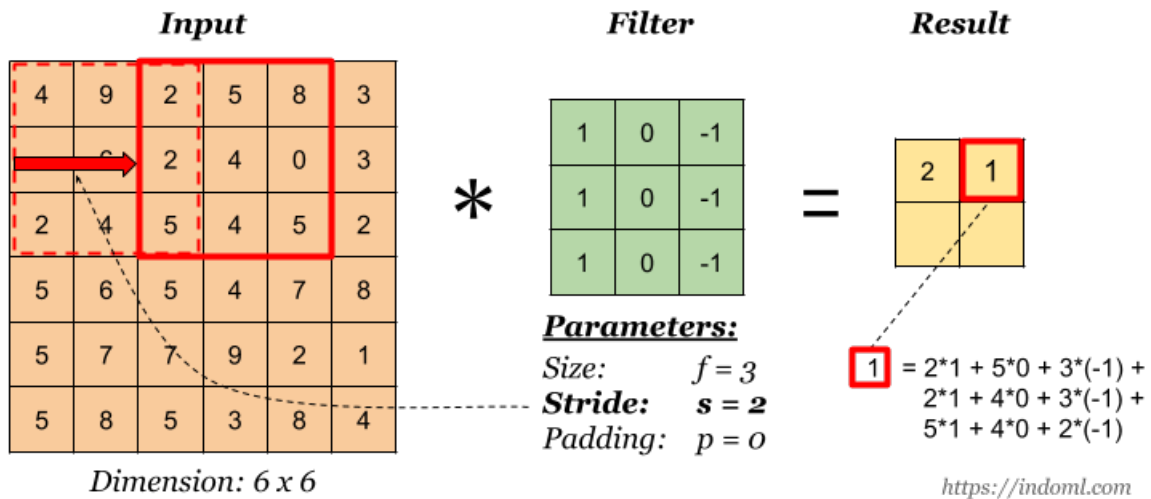 Input
Filter
Result
4 9 2 5 8 3
2 4 0 3
2 4 5 4 5 2
5 6 5 4 7 8
5 7 7 9 2 1
5 8 5 3 8 4
Dimension: 6 x 6
*
1 0 -1
1 0 -1
1 0 -1
=
2 1
Parameters:
Size: f = 3
Stride: s = 2
Padding: p = 0
1 = 2*1 + 5*0 + 3*(-1) +
2*1 + 4*0 + 3*(-1) +
5*1 + 4*0 + 2*(-1)
https://indoml.com